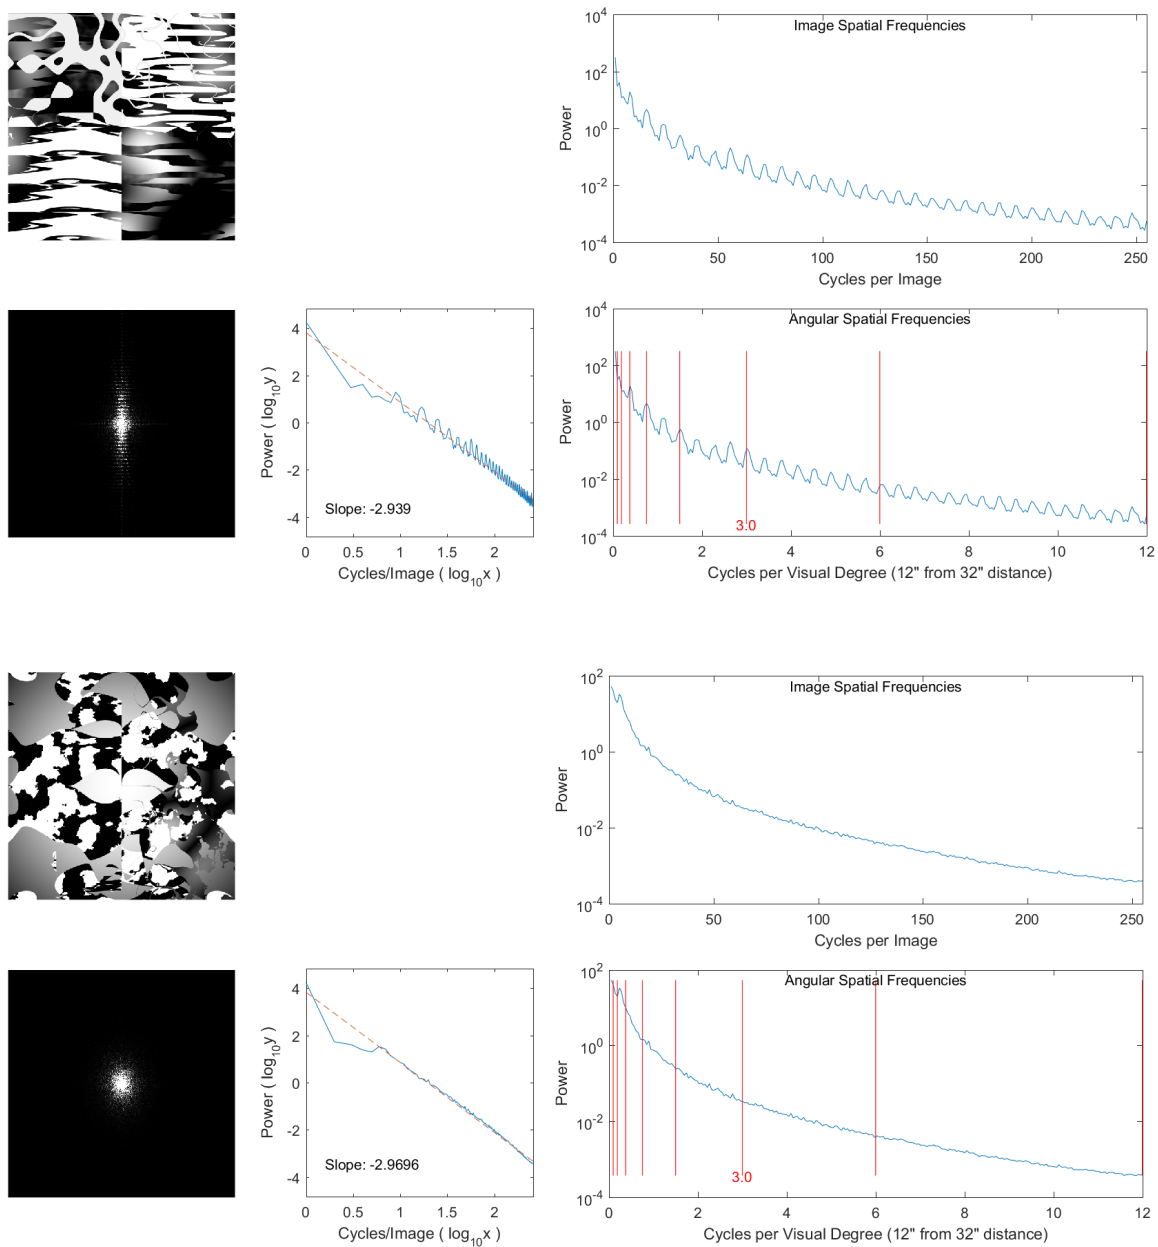 Image Spatial Frequencies
10^4
10^2
10^0
10^-2
10^-4
Power
0 50 100 150 200 250
Cycles per Image
4
2
0
-2
-4
Power ( log10y )
Slope: -2.939
0 0.5 1 1.5 2
Cycles/Image ( log10x )
Angular Spatial Frequencies
10^4
10^2
10^0
10^-2
10^-4
Power
3.0
0 2 4 6 8 10 12
Cycles per Visual Degree (12" from 32" distance)
Image Spatial Frequencies
10^2
10^0
10^-2
10^-4
Power
0 50 100 150 200 250
Cycles per Image
4
2
0
-2
-4
Power ( log10y )
Slope: -2.9696
0 0.5 1 1.5 2
Cycles/Image ( log10x )
Angular Spatial Frequencies
10^2
10^0
10^-2
10^-4
Power
3.0
0 2 4 6 8 10 12
Cycles per Visual Degree (12" from 32" distance)